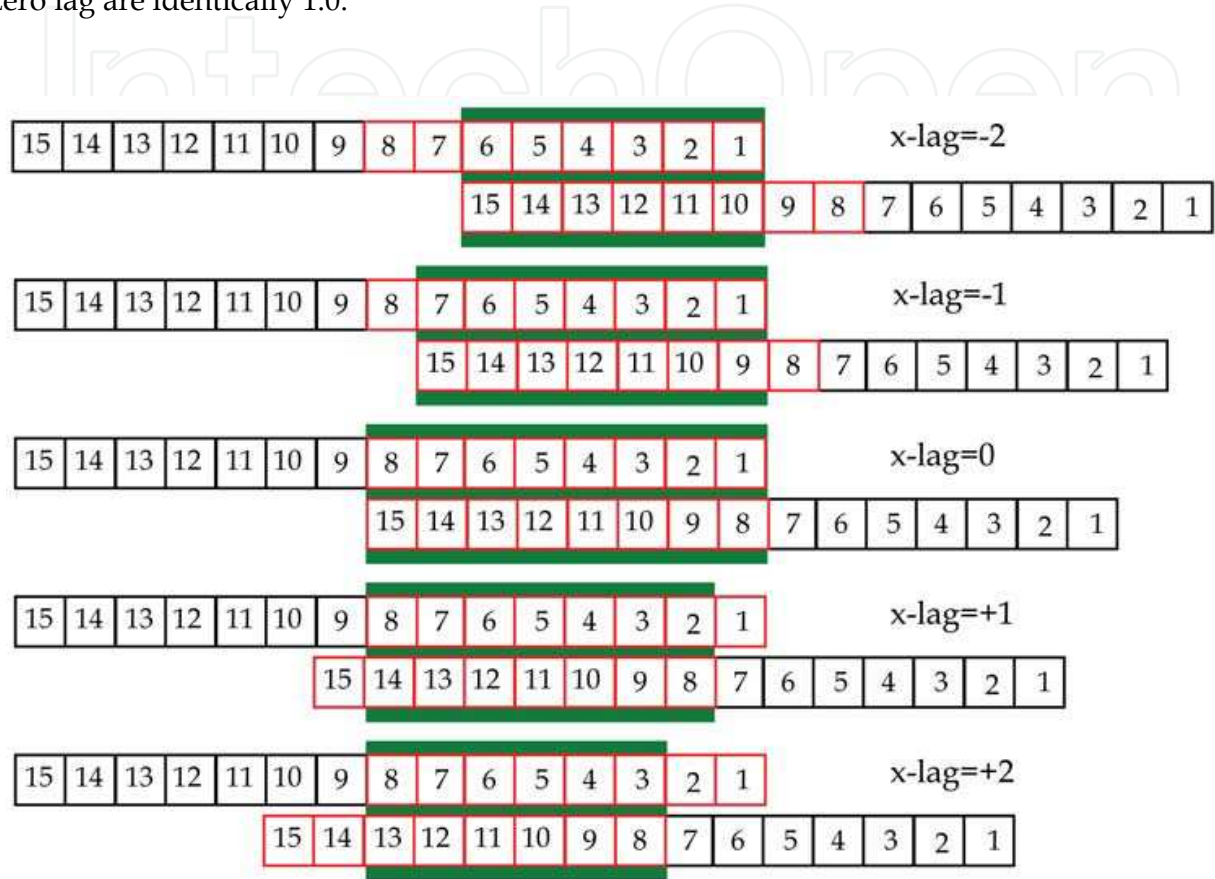 zero lag are identically 1.0.
IntechOpen
15 14 13 12 11 10 9 8 7 6 5 4 3 2 1 x-lag=-2
15 14 13 12 11 10 9 8 7 6 5 4 3 2 1
15 14 13 12 11 10 9 8 7 6 5 4 3 2 1 x-lag=-1
15 14 13 12 11 10 9 8 7 6 5 4 3 2 1
15 14 13 12 11 10 9 8 7 6 5 4 3 2 1 x-lag=0
15 14 13 12 11 10 9 8 7 6 5 4 3 2 1
15 14 13 12 11 10 9 8 7 6 5 4 3 2 1 x-lag=+1
15 14 13 12 11 10 9 8 7 6 5 4 3 2 1
15 14 13 12 11 10 9 8 7 6 5 4 3 2 1 x-lag=+2
15 14 13 12 11 10 9 8 7 6 5 4 3 2 1